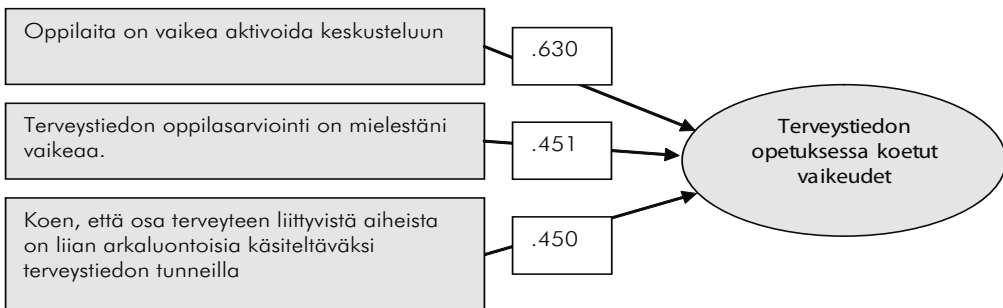 Oppilaita on vaikea aktivoida keskusteluun
.630
Terveystiedon oppilasarviointi on mielestäni
vaikeaa.
.451
Koen, että osa terveyteen liittyvistä aiheista
on liian arkaluontoisia käsiteltäväksi
terveystiedon tunneilla
.450
Terveystiedon
opetuksessa koetut
vaikeudet